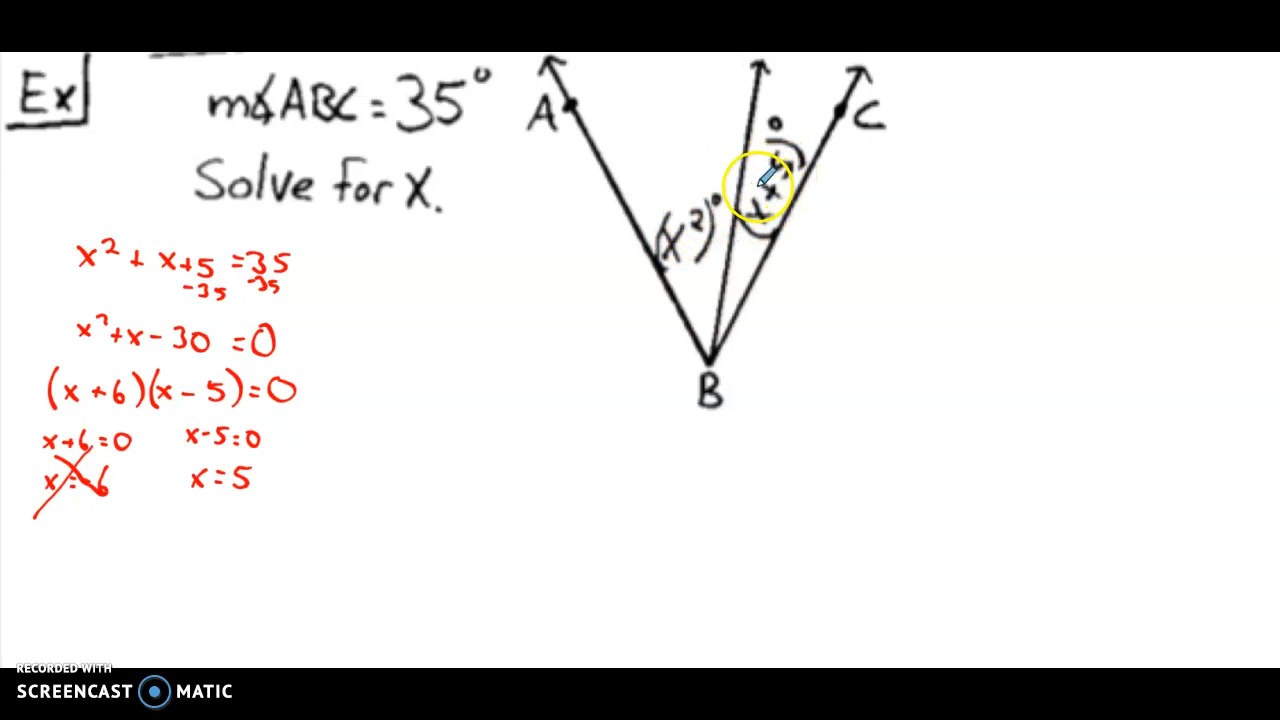 Ex
m∡ABC = 35°
Solve for x.
x² + x+5 = 35
-35 -35
x² + x - 30 = 0
(x + 6)(x - 5) = 0
x + 6 = 0 x - 5 = 0
x = -6 x = 5
A
C
(x²)°
B
RECORDED WITH
SCREENCAST MATIC